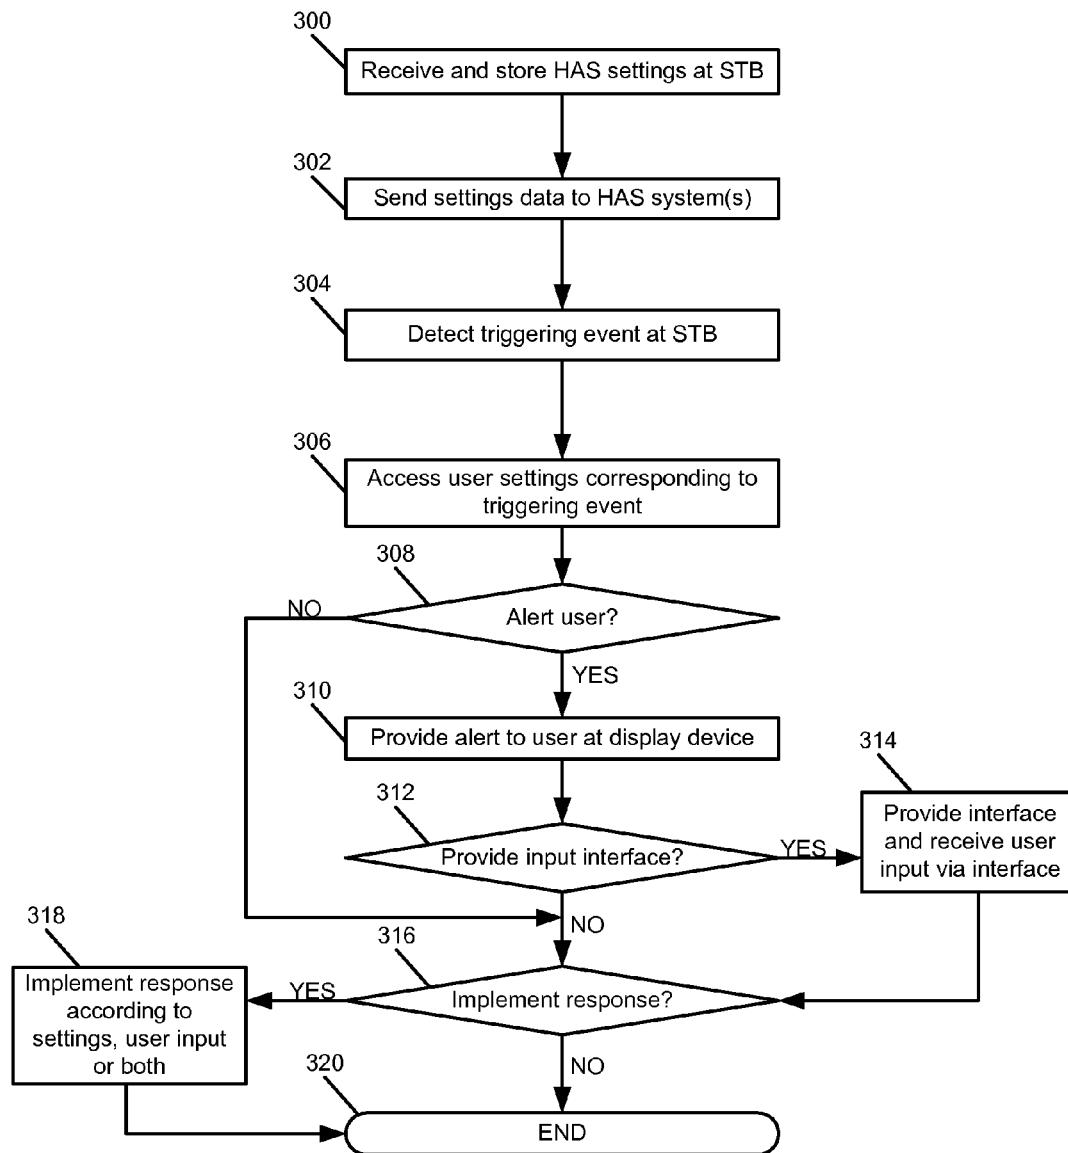 300
Receive and store HAS settings at STB
302
Send settings data to HAS system(s)
304
Detect triggering event at STB
306
Access user settings corresponding to
triggering event
308
NO
Alert user?
YES
310
Provide alert to user at display device
314
312
Provide interface
and receive user
input via interface
Provide input interface?
YES
318
NO
316
Implement response
according to
settings, user input
or both
YES
Implement response?
320
NO
END